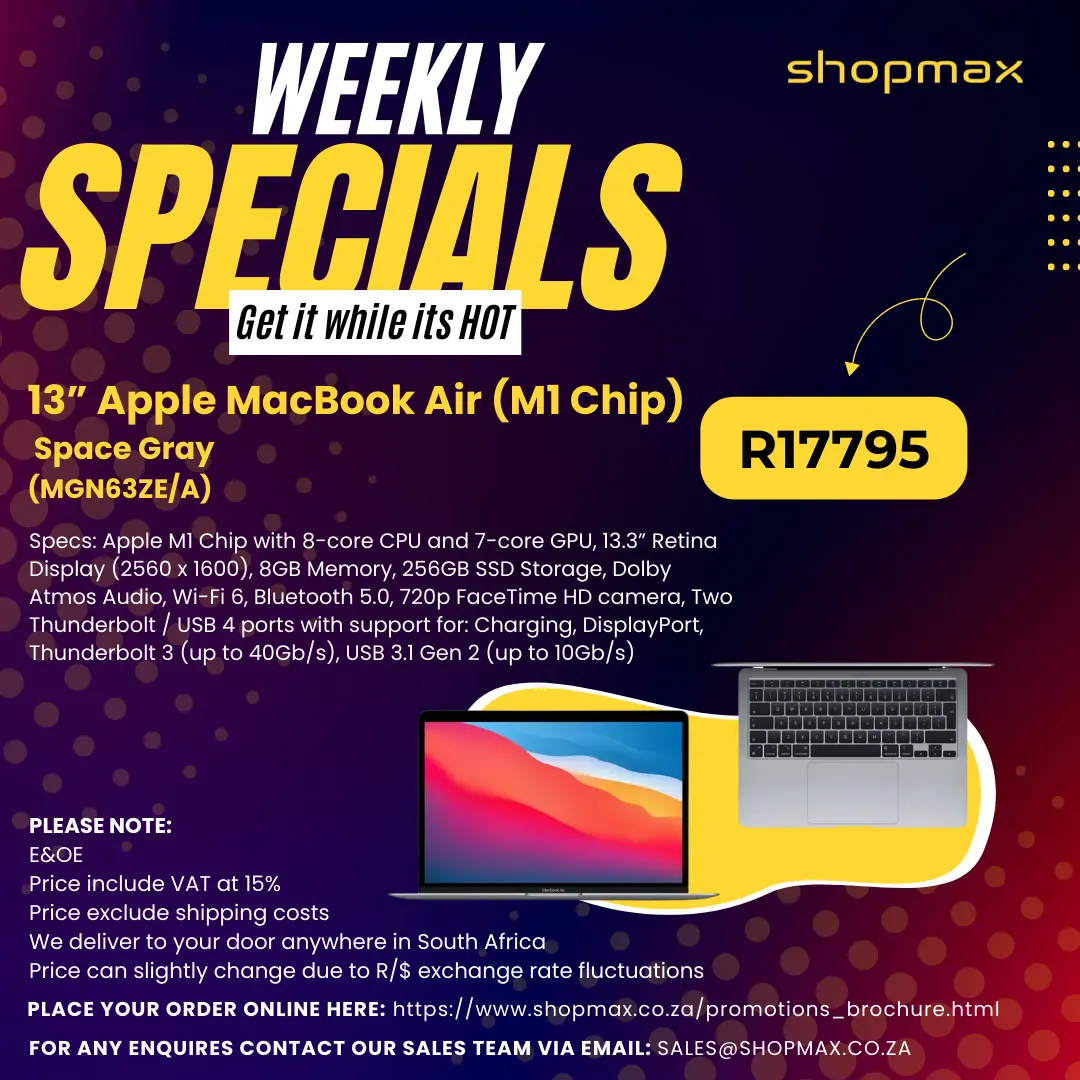 WEEKLY
shopmax
SPECIALS
Get it while its HOT
13” Apple MacBook Air (M1 Chip)
Space Gray
(MGN63ZE/A)
R17795
Specs: Apple M1 Chip with 8-core CPU and 7-core GPU, 13.3” Retina
Display (2560 x 1600), 8GB Memory, 256GB SSD Storage, Dolby
Atmos Audio, Wi-Fi 6, Bluetooth 5.0, 720p FaceTime HD camera, Two
Thunderbolt / USB 4 ports with support for: Charging, DisplayPort,
Thunderbolt 3 (up to 40Gb/s), USB 3.1 Gen 2 (up to 10Gb/s)
MacBook Air
PLEASE NOTE:
E&OE
Price include VAT at 15%
Price exclude shipping costs
We deliver to your door anywhere in South Africa
Price can slightly change due to R/$ exchange rate fluctuations
PLACE YOUR ORDER ONLINE HERE: https://www.shopmax.co.za/promotions_brochure.html
FOR ANY ENQUIRES CONTACT OUR SALES TEAM VIA EMAIL: SALES@SHOPMAX.CO.ZA